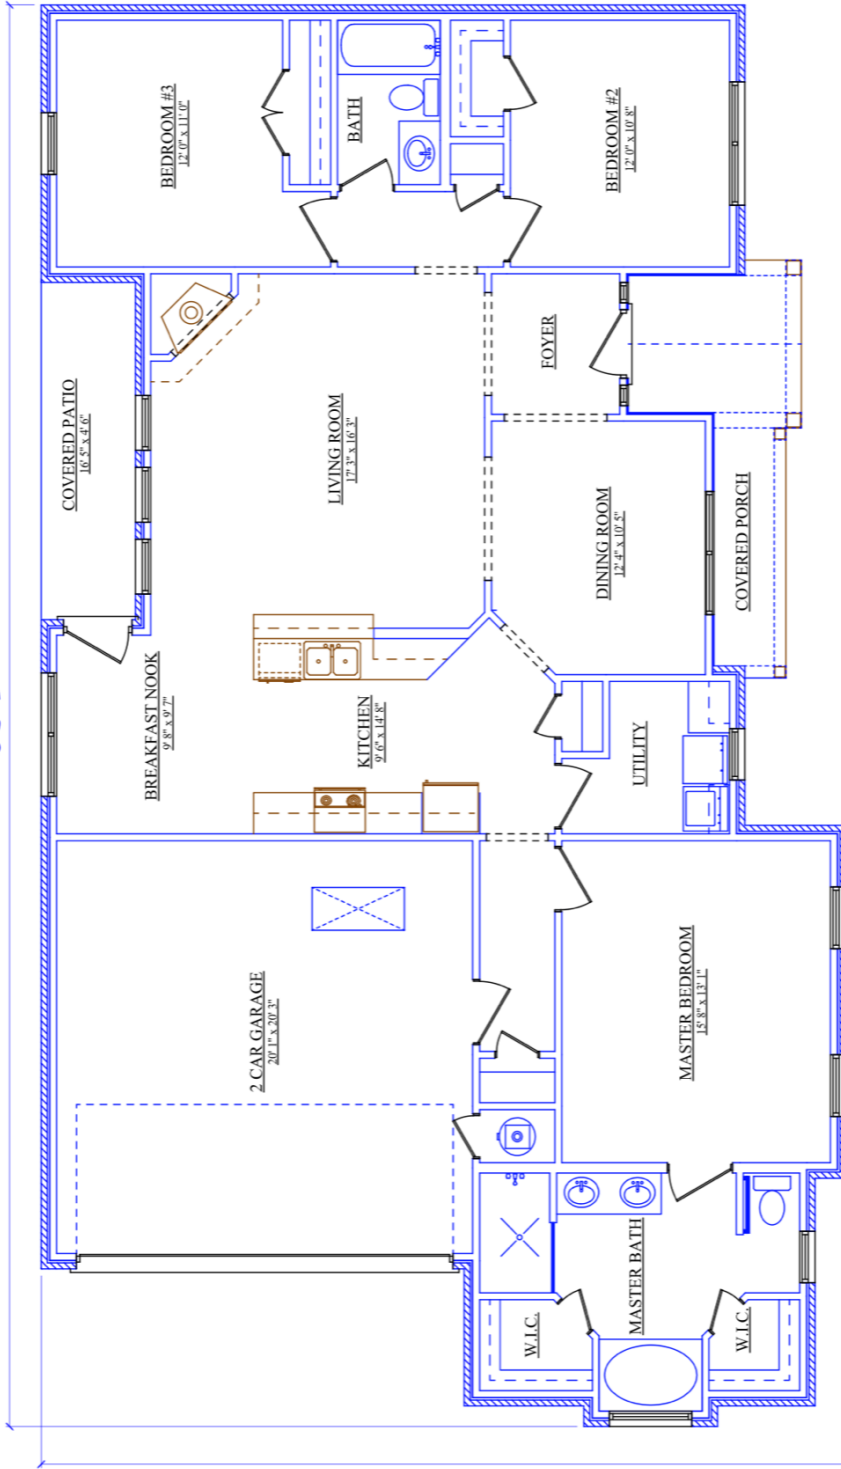 BEDROOM #3
12' 0" x 11' 0"
BATH
BEDROOM #2
12' 0" x 10' 8"
COVERED PATIO
16' 5" x 4' 6"
LIVING ROOM
17' 3" x 16' 3"
FOYER
DINING ROOM
12' 4" x 10' 5"
COVERED PORCH
BREAKFAST NOOK
9' 8" x 9' 7"
KITCHEN
9' 6" x 14' 8"
UTILITY
2 CAR GARAGE
20' 1" x 20' 3"
MASTER BEDROOM
15' 8" x 13' 1"
MASTER BATH
W.I.C.
W.I.C.